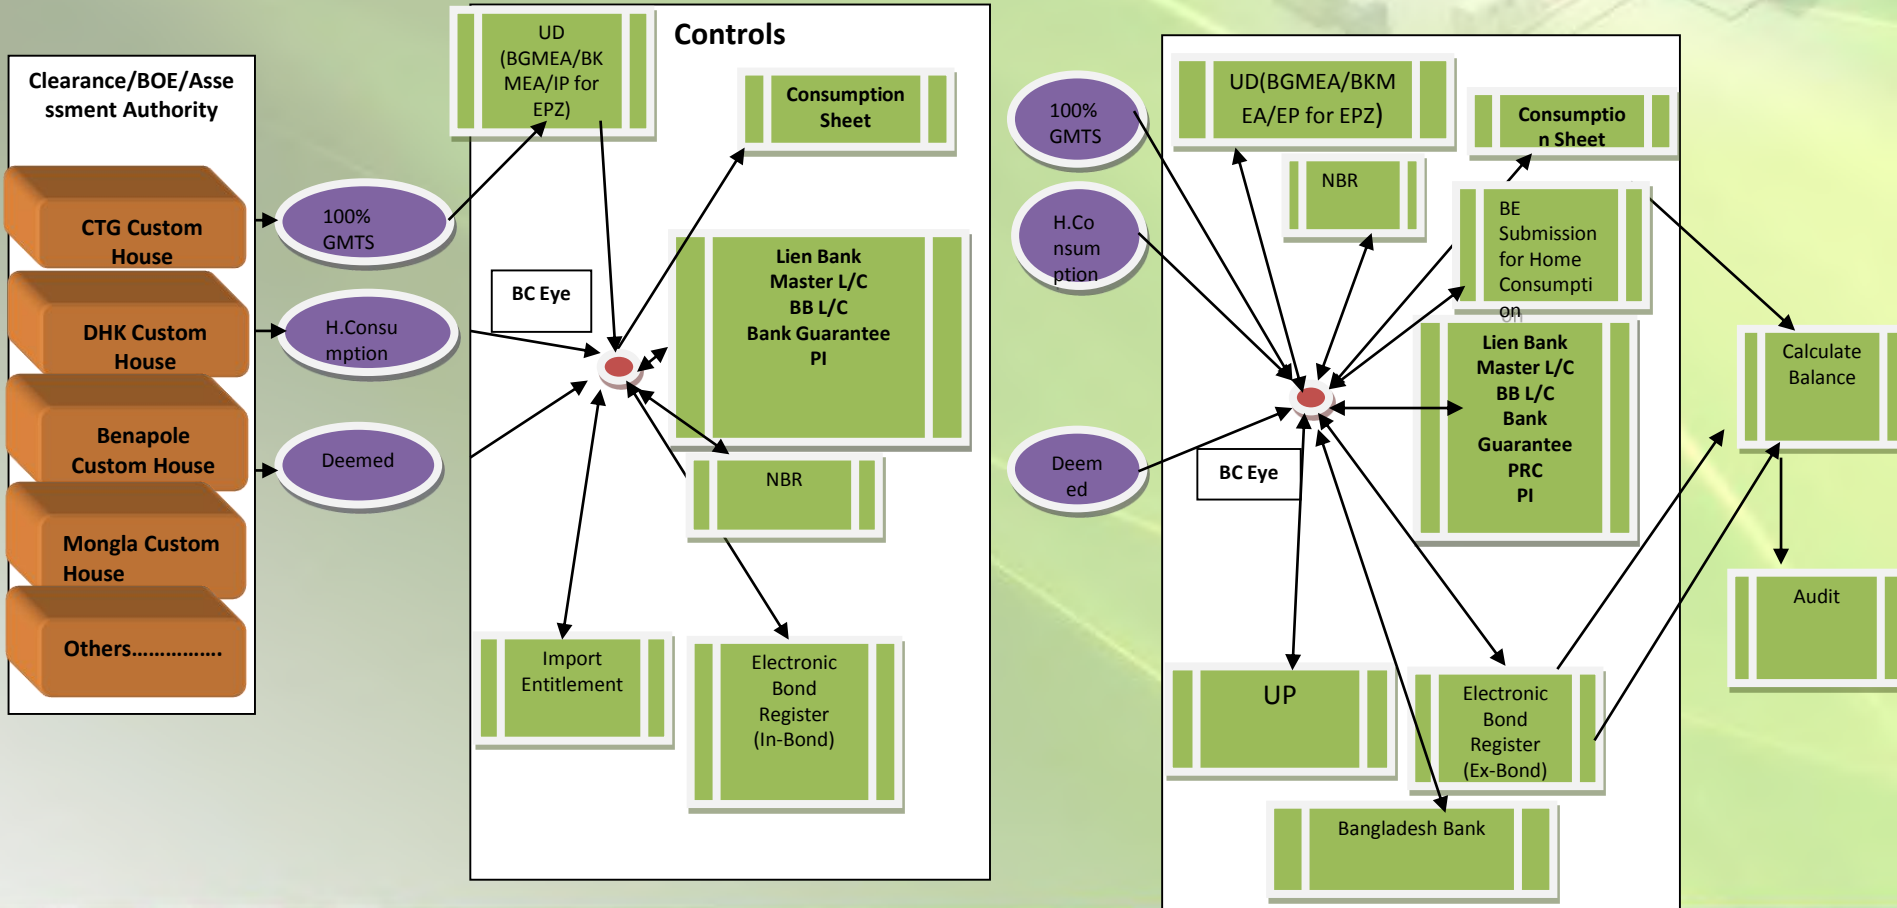 Clearance/BOE/Asse
ssment Authority
CTG Custom
House
DHK Custom
House
Benapole
Custom House
Mongla Custom
House
Others…………….
100%
GMTS
H.Consu
mption
Deemed
Controls
UD
(BGMEA/BK
MEA/IP for
EPZ)
Consumption
Sheet
BC Eye
Lien Bank
Master L/C
BB L/C
Bank Guarantee
PI
NBR
Import
Entitlement
Electronic
Bond
Register
(In-Bond)
100%
GMTS
H.Co
nsum
ption
Deem
ed
UD(BGMEA/BKM
EA/EP for EPZ)
NBR
Consumptio
n Sheet
BE
Submission
for Home
Consumpti
on
Lien Bank
Master L/C
BB L/C
Bank
Guarantee
PRC
PI
BC Eye
UP
Electronic
Bond
Register
(Ex-Bond)
Bangladesh Bank
Calculate
Balance
Audit